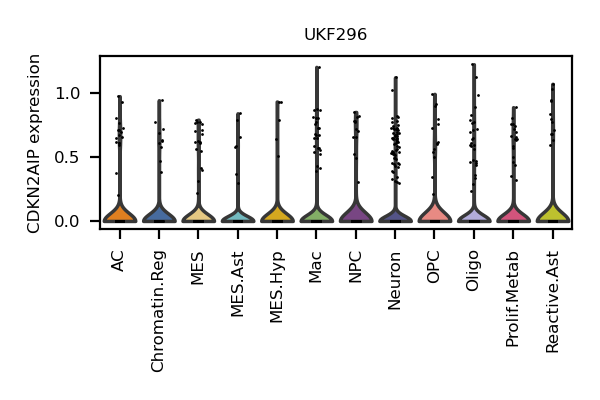 UKF296
CDKN2AIP expression
1.0
0.5
0.0
AC
Chromatin.Reg
MES
MES.Ast
MES.Hyp
Mac
NPC
Neuron
OPC
Oligo
Prolif.Metab
Reactive.Ast